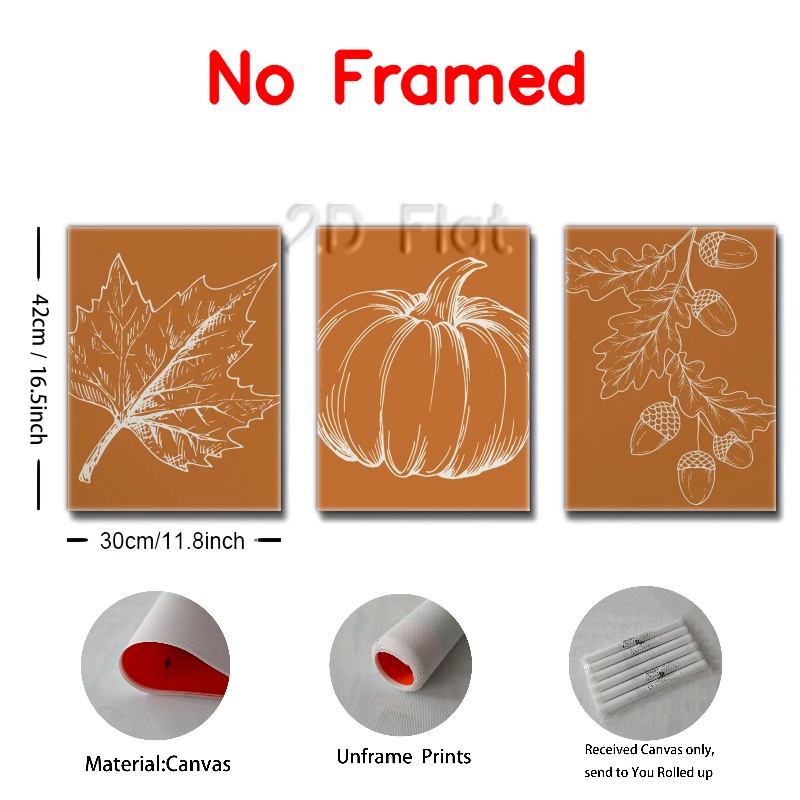 No Framed
2D Flat
42cm / 16.5inch
30cm/11.8inch
Material:Canvas
Unframe Prints
Received Canvas only,
send to You Rolled up